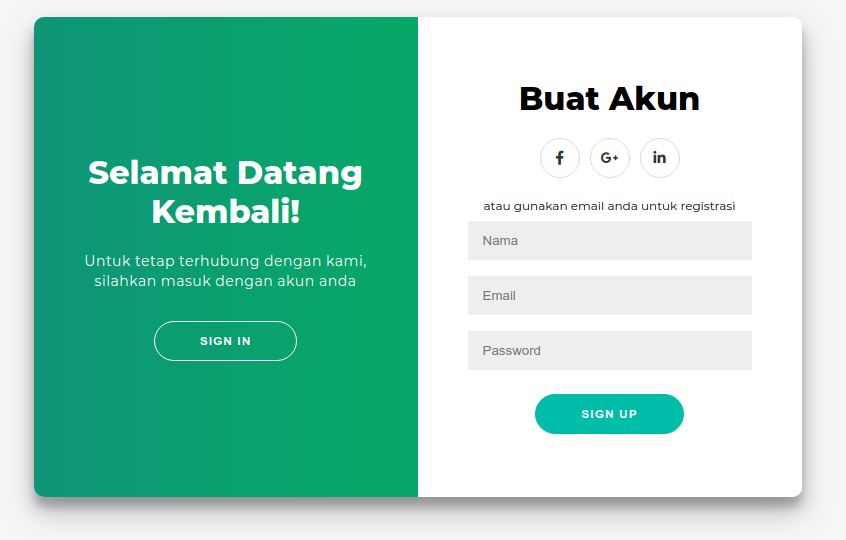 Selamat Datang
Kembali!
Untuk tetap terhubung dengan kami,
silahkan masuk dengan akun anda
SIGN IN
Buat Akun
atau gunakan email anda untuk registrasi
Nama
Email
Password
SIGN UP